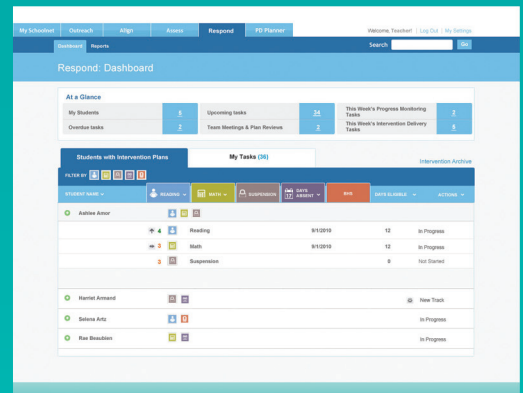 My Schoolnet Outreach Align Assess Respond PD Planner Welcome, Teacher! | Log Out | My Settings
Dashboard Reports Search Go
Respond: Dashboard
At a Glance
My Students 6 Upcoming tasks 34 This Week's Progress Monitoring Tasks 2
Overdue tasks 2 Team Meetings & Plan Reviews 2 This Week's Intervention Delivery Tasks 5
Students with Intervention Plans My Tasks (36) Intervention Archive
FILTER BY
STUDENT NAME READING MATH SUSPENSION DAYS ABSENT DAYS ELIGIBLE ACTIONS
Ashlee Amor
4 Reading 9/1/2010 12 In Progress
3 Math 9/1/2010 12 In Progress
3 Suspension 0 Not Started
Harriet Armand New Track
Selena Artz In Progress
Rae Beaubien In Progress